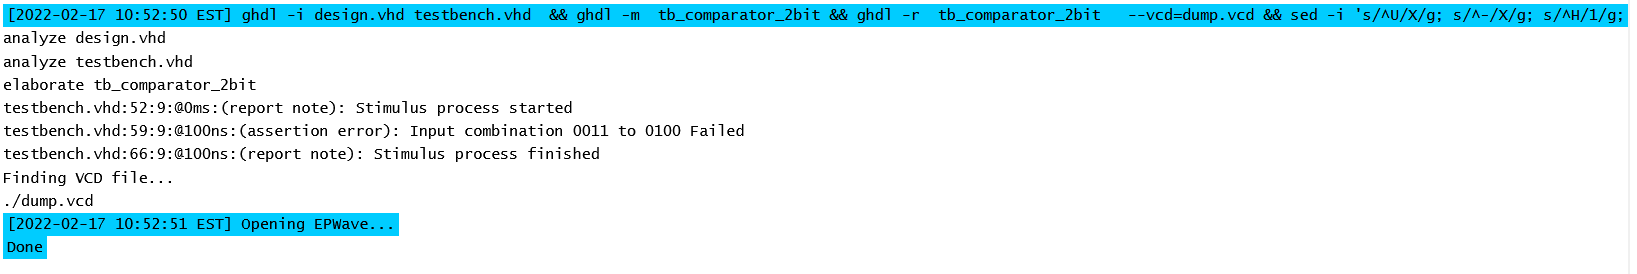 [2022-02-17 10:52:50 EST] ghdl -i design.vhd testbench.vhd  && ghdl -m  tb_comparator_2bit && ghdl -r  tb_comparator_2bit   --vcd=dump.vcd && sed -i 's/^U/X/g; s/^-/X/g; s/^H/1/g;
analyze design.vhd
analyze testbench.vhd
elaborate tb_comparator_2bit
testbench.vhd:52:9:@0ms:(report note): Stimulus process started
testbench.vhd:59:9:@100ns:(assertion error): Input combination 0011 to 0100 Failed
testbench.vhd:66:9:@100ns:(report note): Stimulus process finished
Finding VCD file...
./dump.vcd
[2022-02-17 10:52:51 EST] Opening EPWave...
Done